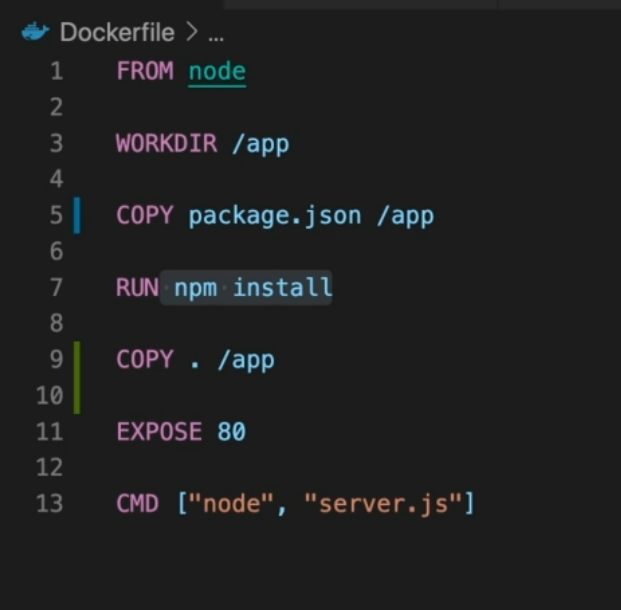 Dockerfile > ...
1 FROM node
2
3 WORKDIR /app
4
5 COPY package.json /app
6
7 RUN npm install
8
9 COPY . /app
10
11 EXPOSE 80
12
13 CMD ["node", "server.js"]